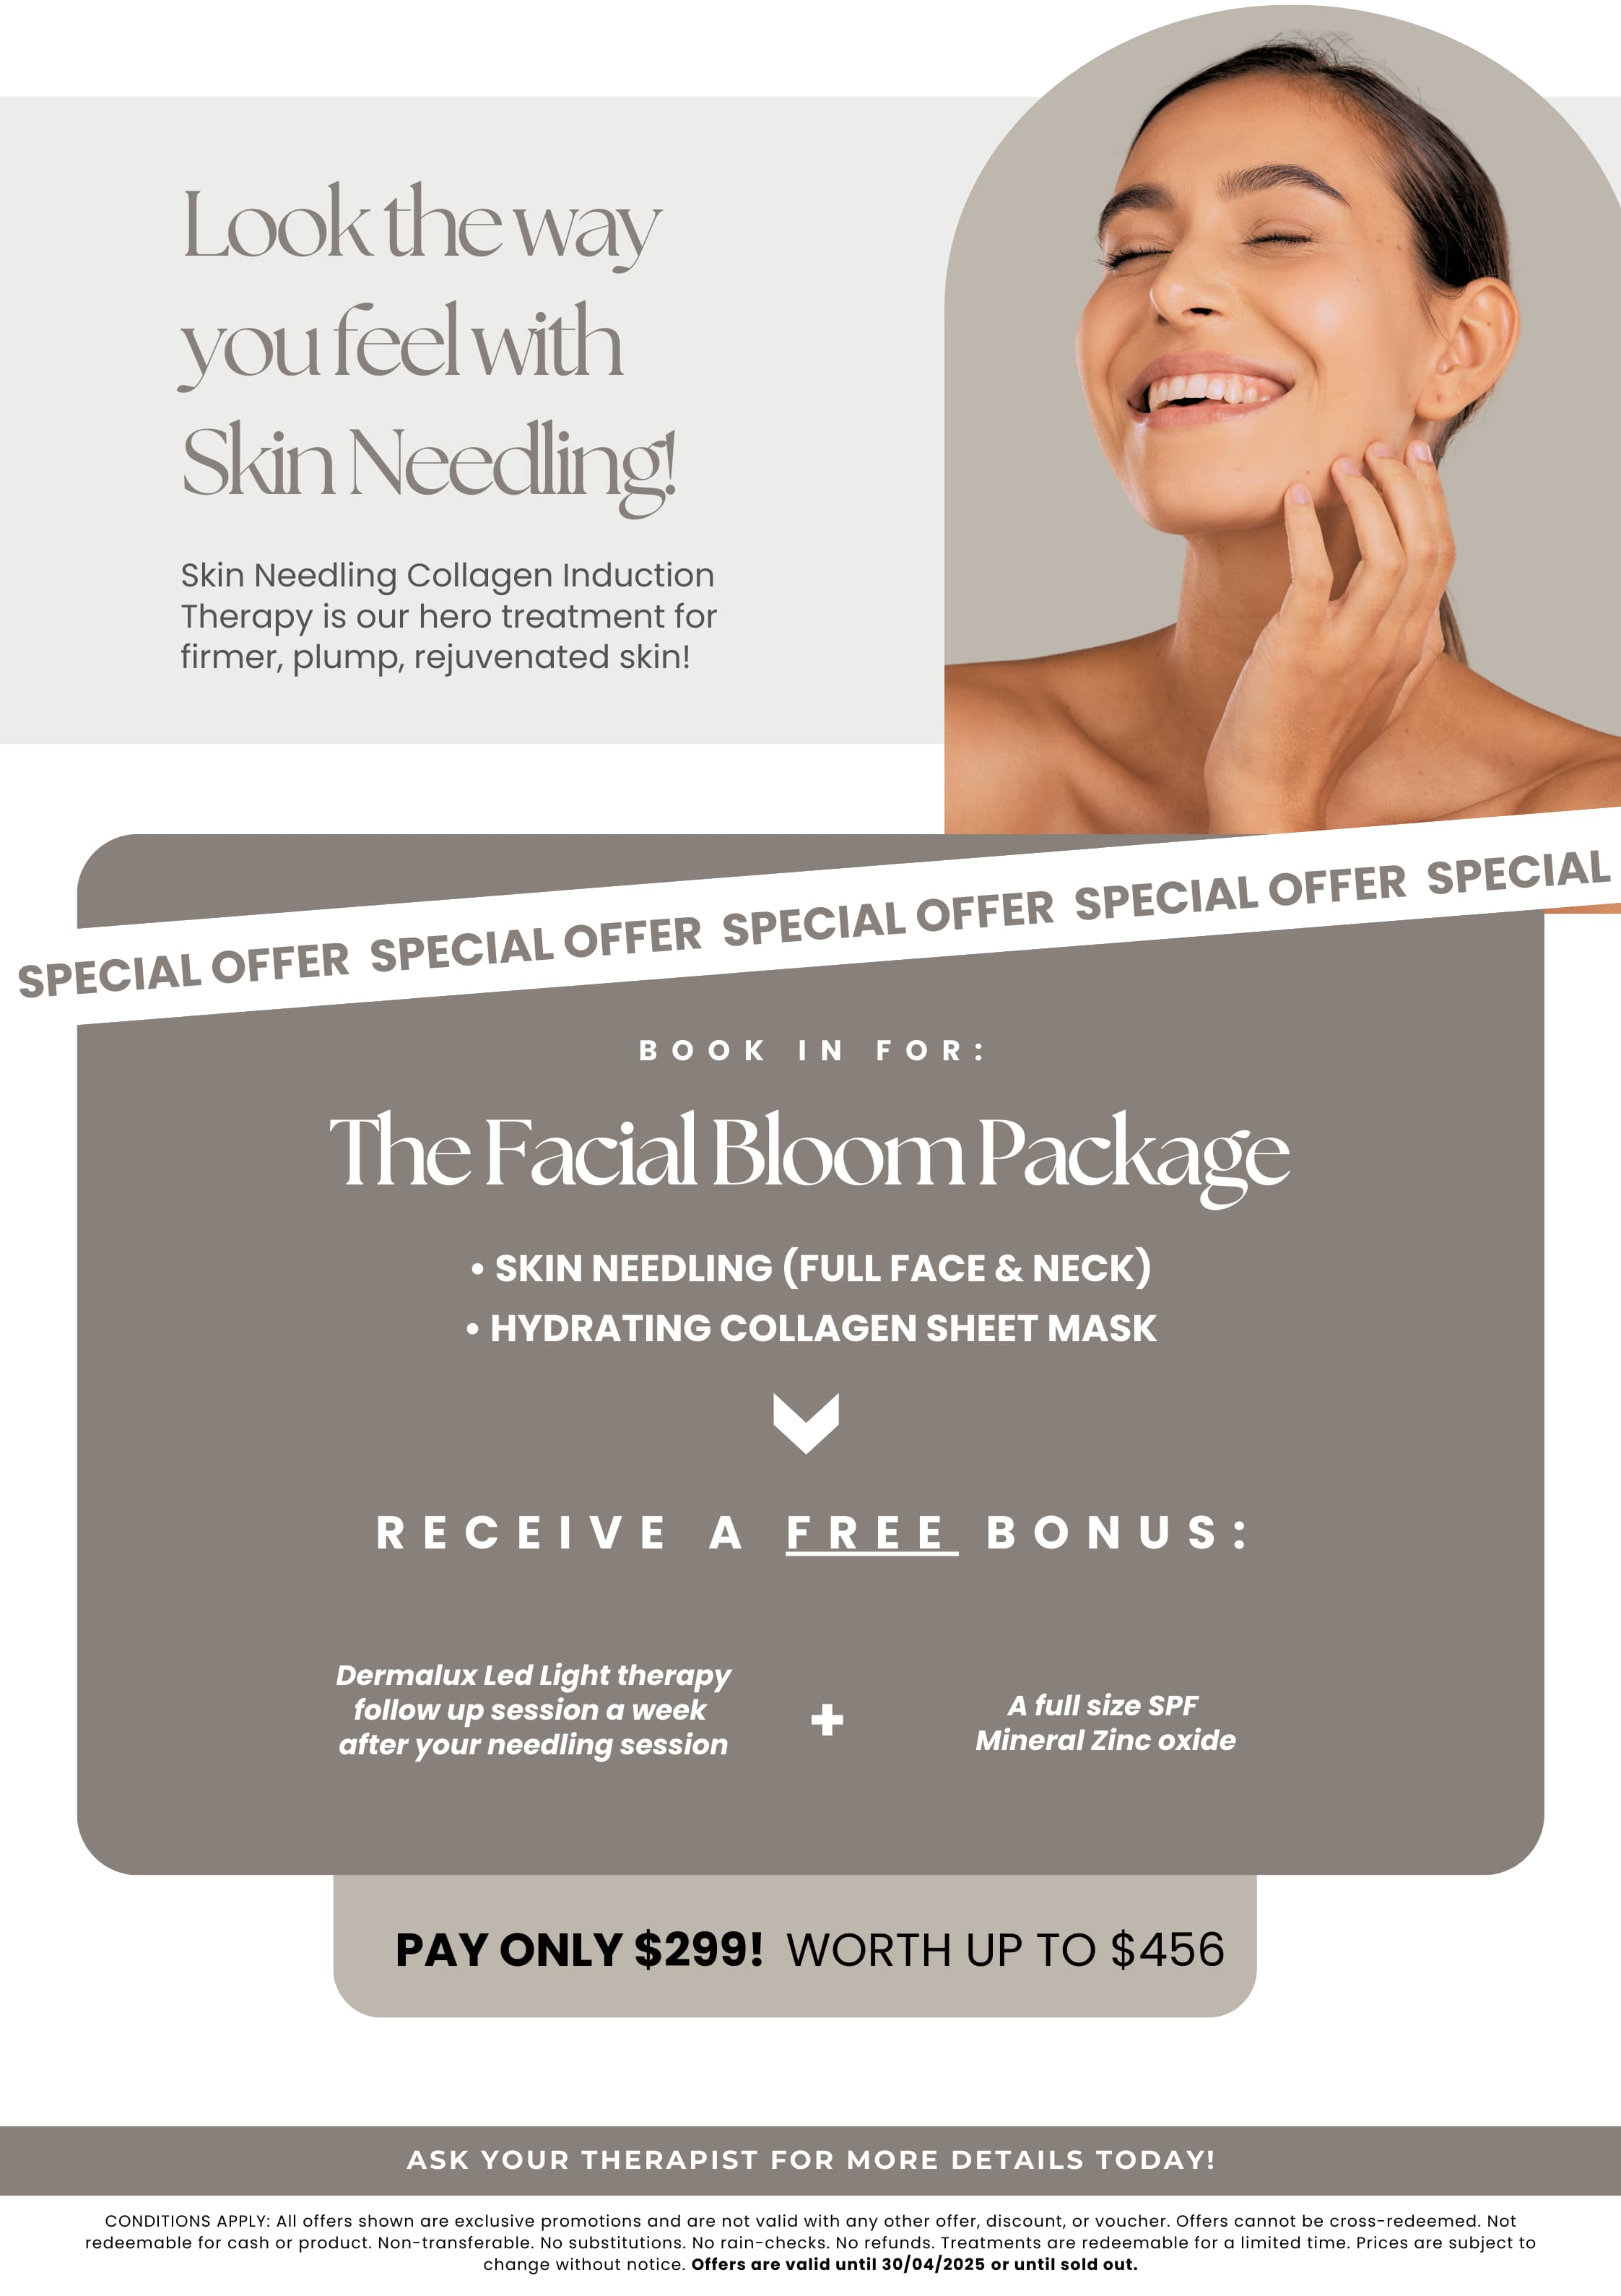 Look the way
you feel with
Skin Needling!
Skin Needling Collagen Induction
Therapy is our hero treatment for
firmer, plump, rejuvenated skin!
SPECIAL OFFER SPECIAL OFFER SPECIAL OFFER SPECIAL OFFER SPECIAL
BOOK IN FOR:
The Facial Bloom Package
• SKIN NEEDLING (FULL FACE & NECK)
• HYDRATING COLLAGEN SHEET MASK
RECEIVE A FREE BONUS:
Dermalux Led Light therapy
follow up session a week
after your needling session
+
A full size SPF
Mineral Zinc oxide
PAY ONLY $299! WORTH UP TO $456
ASK YOUR THERAPIST FOR MORE DETAILS TODAY!
CONDITIONS APPLY: All offers shown are exclusive promotions and are not valid with any other offer, discount, or voucher. Offers cannot be cross-redeemed. Not
redeemable for cash or product. Non-transferable. No substitutions. No rain-checks. No refunds. Treatments are redeemable for a limited time. Prices are subject to
change without notice. Offers are valid until 30/04/2025 or until sold out.